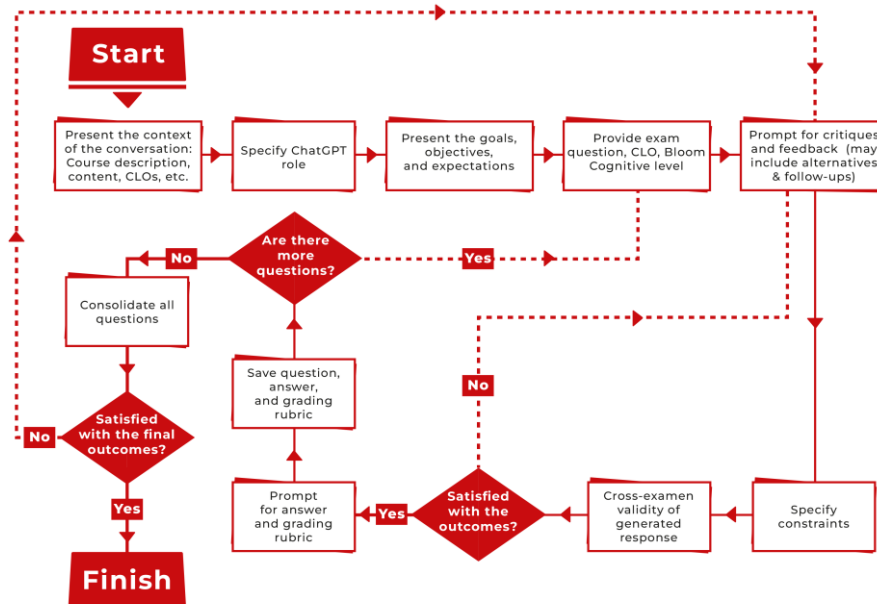 Start
Present the context
of the conversation:
Course description,
content, CLOs, etc.
Specify ChatGPT
role
Present the goals,
objectives,
and expectations
Provide exam
question, CLO, Bloom
Cognitive level
Prompt for critiques
and feedback (may
include alternatives
& follow-ups)
Are there
more
questions?
No
Yes
Consolidate all
questions
Save question,
answer,
and grading
rubric
No
Satisfied
with the final
outcomes?
No
Yes
Finish
Prompt
for answer
and grading
rubric
Yes
Satisfied
with the
outcomes?
Cross-examen
validity of
generated
response
Specify
constraints